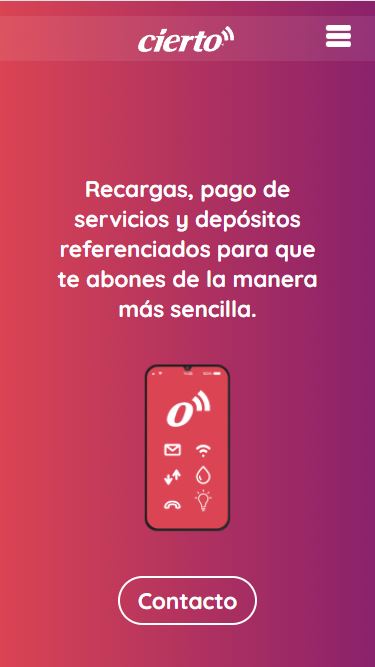 cierto
Recargas, pago de
servicios y depósitos
referenciados para que
te abones de la manera
más sencilla.
o
Contacto